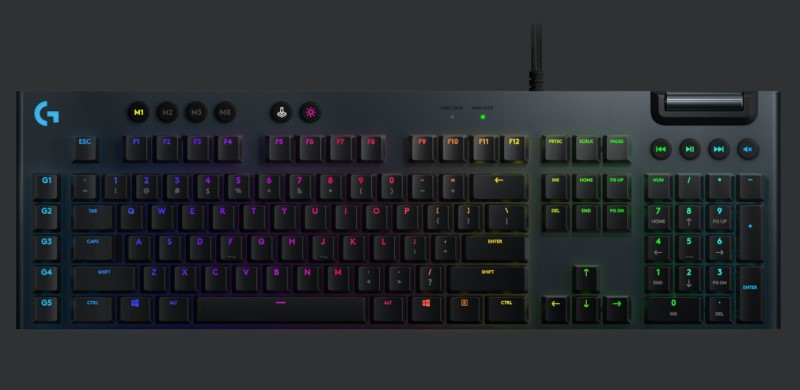 G
M1 M2 M3 MR
CAPS LOCK NUM LOCK
ESC F1 F2 F3 F4 F5 F6 F7 F8 F9 F10 F11 F12 PRTSC SCRLK PAUSE
G1 ~ 1 ! 2 @ 3 # 4 $ 5 % 6 ^ 7 & 8 * 9 ( 0 ) - _ = + ← INS HOME PG UP NUM / * -
G2 TAB Q W E R T Y U I O P [ { ] } \ | DEL END PG DN 7 HOME 8 ↑ 9 PG UP +
G3 CAPS A S D F G H J K L ; : ' " ENTER 4 ← 5 6 →
G4 SHIFT Z X C V B N M , < . > / ? SHIFT ↑ 1 END 2 ↓ 3 PG DN ENTER
G5 CTRL ALT ALT CTRL ← ↓ → 0 INS . DEL